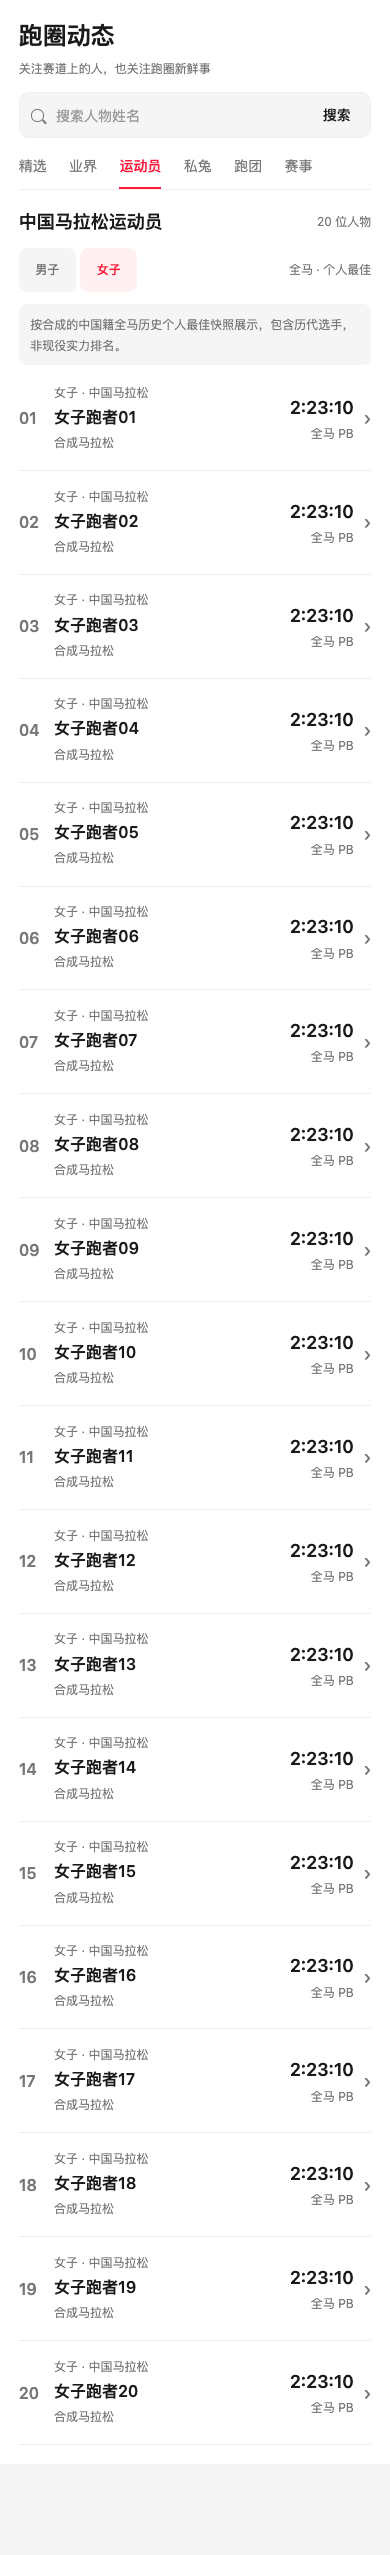 跑圈动态
关注赛道上的人，也关注跑圈新鲜事
搜索人物姓名 搜索
精选 业界 运动员 私兔 跑团 赛事
中国马拉松运动员 20 位人物
男子 女子 全马 · 个人最佳
按合成的中国籍全马历史个人最佳快照展示，包含历代选手，
非现役实力排名。
女子 · 中国马拉松
01 女子跑者01 2:23:10 ›
合成马拉松 全马 PB
女子 · 中国马拉松
02 女子跑者02 2:23:10 ›
合成马拉松 全马 PB
女子 · 中国马拉松
03 女子跑者03 2:23:10 ›
合成马拉松 全马 PB
女子 · 中国马拉松
04 女子跑者04 2:23:10 ›
合成马拉松 全马 PB
女子 · 中国马拉松
05 女子跑者05 2:23:10 ›
合成马拉松 全马 PB
女子 · 中国马拉松
06 女子跑者06 2:23:10 ›
合成马拉松 全马 PB
女子 · 中国马拉松
07 女子跑者07 2:23:10 ›
合成马拉松 全马 PB
女子 · 中国马拉松
08 女子跑者08 2:23:10 ›
合成马拉松 全马 PB
女子 · 中国马拉松
09 女子跑者09 2:23:10 ›
合成马拉松 全马 PB
女子 · 中国马拉松
10 女子跑者10 2:23:10 ›
合成马拉松 全马 PB
女子 · 中国马拉松
11 女子跑者11 2:23:10 ›
合成马拉松 全马 PB
女子 · 中国马拉松
12 女子跑者12 2:23:10 ›
合成马拉松 全马 PB
女子 · 中国马拉松
13 女子跑者13 2:23:10 ›
合成马拉松 全马 PB
女子 · 中国马拉松
14 女子跑者14 2:23:10 ›
合成马拉松 全马 PB
女子 · 中国马拉松
15 女子跑者15 2:23:10 ›
合成马拉松 全马 PB
女子 · 中国马拉松
16 女子跑者16 2:23:10 ›
合成马拉松 全马 PB
女子 · 中国马拉松
17 女子跑者17 2:23:10 ›
合成马拉松 全马 PB
女子 · 中国马拉松
18 女子跑者18 2:23:10 ›
合成马拉松 全马 PB
女子 · 中国马拉松
19 女子跑者19 2:23:10 ›
合成马拉松 全马 PB
女子 · 中国马拉松
20 女子跑者20 2:23:10 ›
合成马拉松 全马 PB